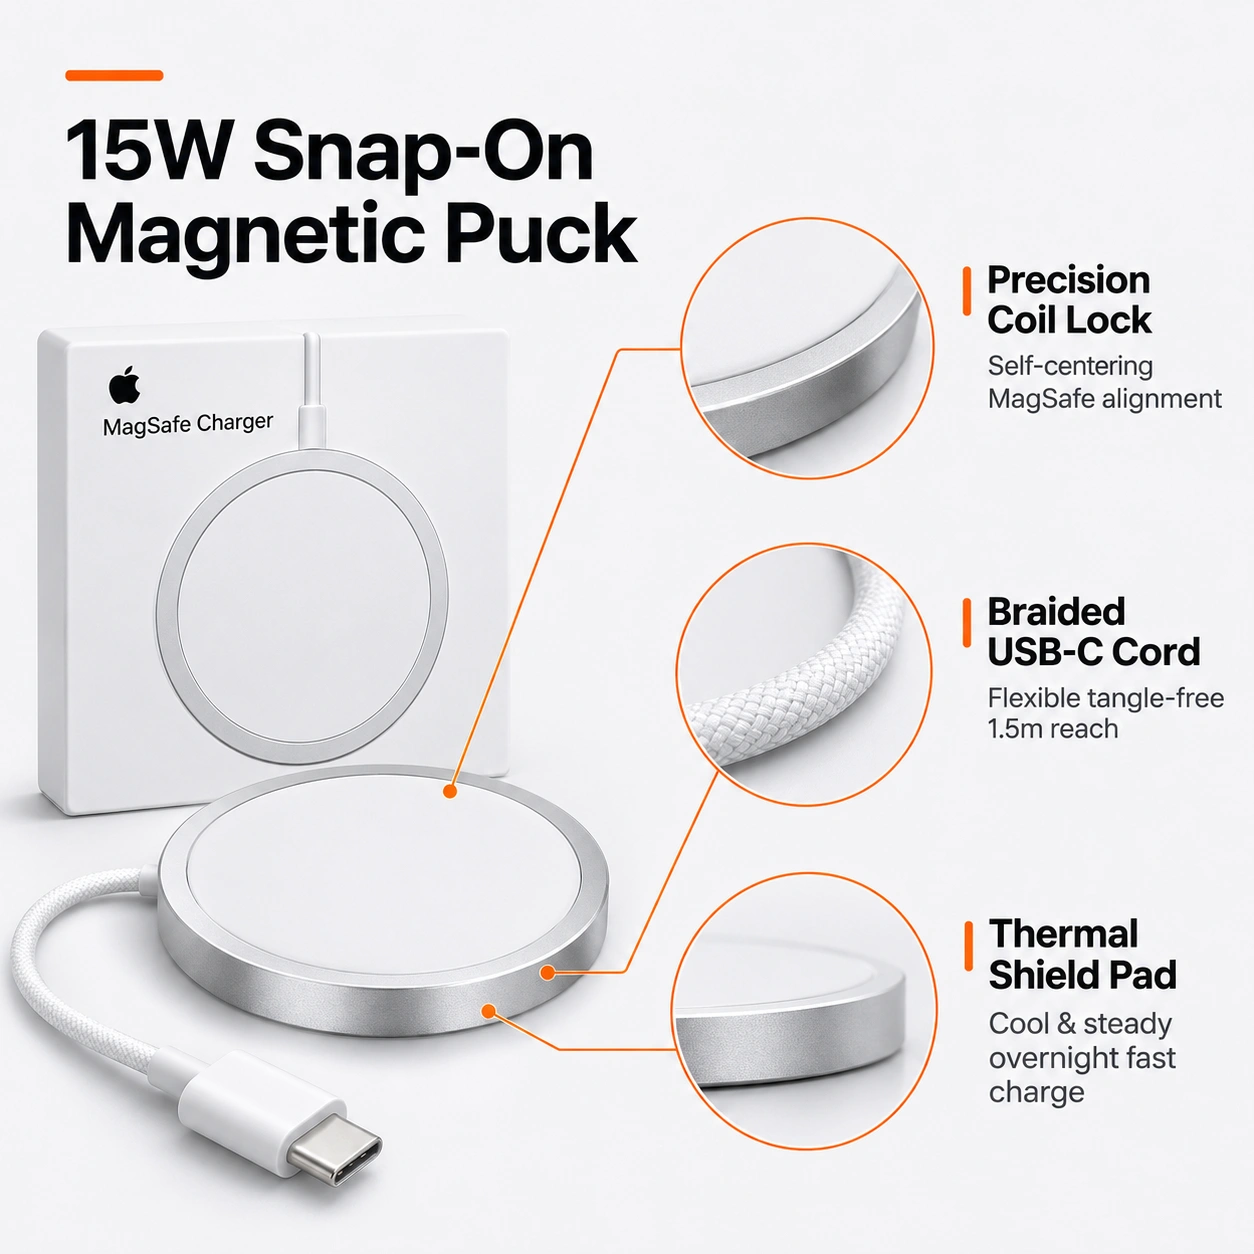 15W Snap-On
Magnetic Puck
MagSafe Charger
Precision
Coil Lock
Self-centering
MagSafe alignment
Braided
USB-C Cord
Flexible tangle-free
1.5m reach
Thermal
Shield Pad
Cool & steady
overnight fast
charge